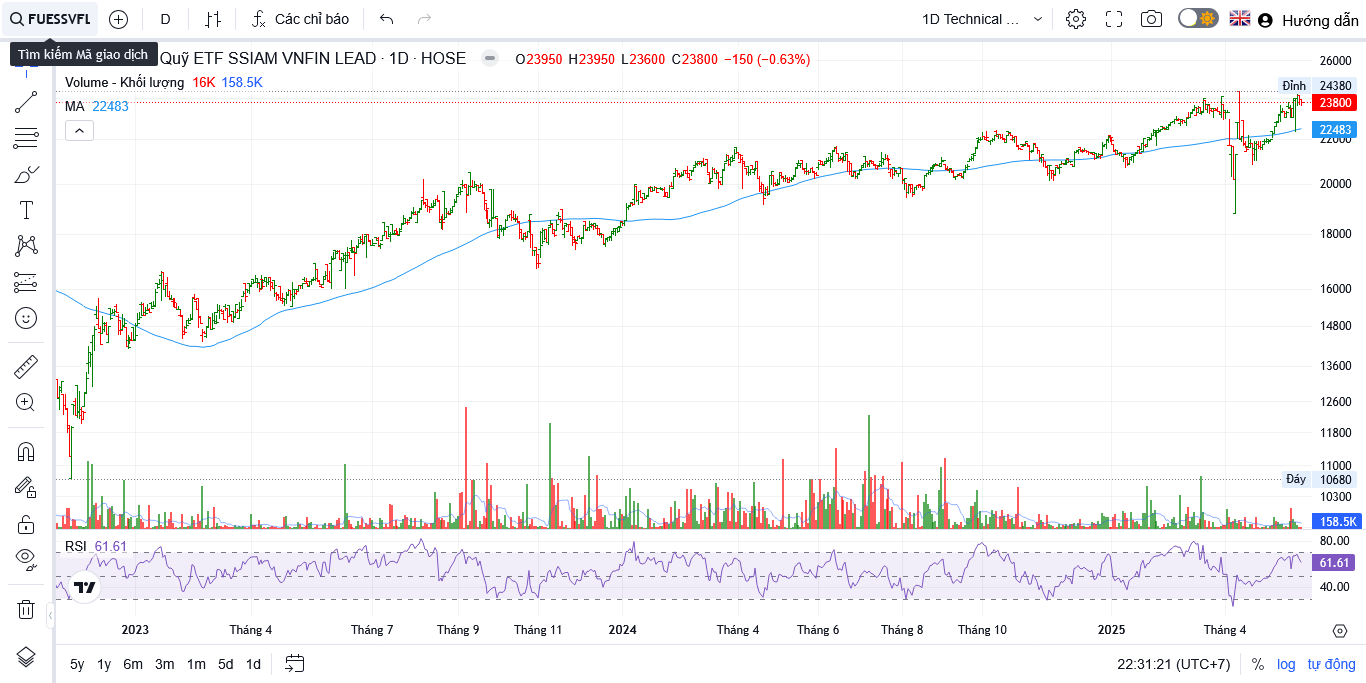 FUESSVFL D Các chỉ báo 1D Technical ... Hướng dẫn
Tìm kiếm Mã giao dịch
Quỹ ETF SSIAM VNFIN LEAD · 1D · HOSE O23950 H23950 L23600 C23800 −150 (−0.63%)
Volume - Khối lượng 16K 158.5K
MA 22483
26000
Đỉnh 24380
23800
22483
22000
20000
18000
16000
14800
13600
12600
11800
11000
Đáy 10680
10300
158.5K
RSI 61.61
80.00
61.61
40.00
2023 Tháng 4 Tháng 7 Tháng 9 Tháng 11 2024 Tháng 4 Tháng 6 Tháng 8 Tháng 10 2025 Tháng 4
5y 1y 6m 3m 1m 5d 1d 22:31:21 (UTC+7) % log tự động